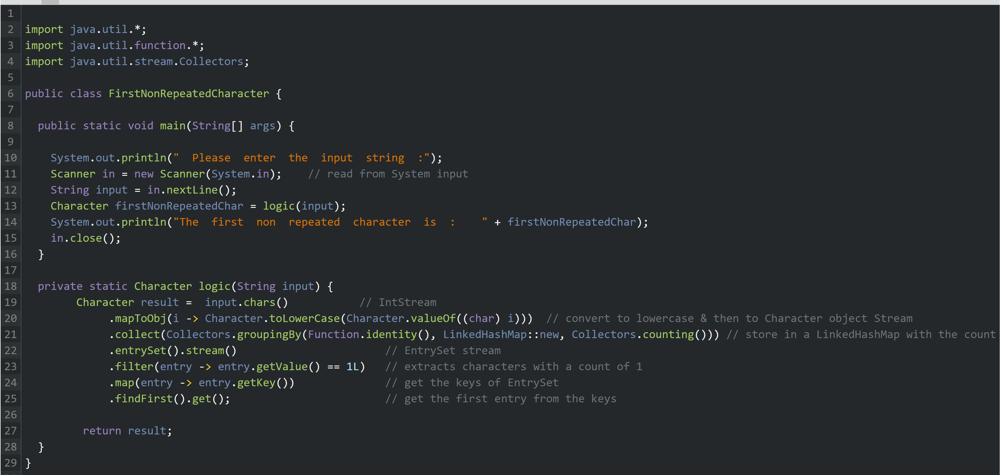 1
2 import java.util.*;
3 import java.util.function.*;
4 import java.util.stream.Collectors;
5
6 public class FirstNonRepeatedCharacter {
7
8   public static void main(String[] args) {
9
10     System.out.println("  Please  enter  the  input  string  :");
11     Scanner in = new Scanner(System.in);    // read from System input
12     String input = in.nextLine();
13     Character firstNonRepeatedChar = logic(input);
14     System.out.println("The  first  non  repeated  character  is  :    " + firstNonRepeatedChar);
15     in.close();
16   }
17
18   private static Character logic(String input) {
19         Character result =  input.chars()           // IntStream
20              .mapToObj(i -> Character.toLowerCase(Character.valueOf((char) i)))  // convert to lowercase & then to Character object Stream
21              .collect(Collectors.groupingBy(Function.identity(), LinkedHashMap::new, Collectors.counting())) // store in a LinkedHashMap with the count
22              .entrySet().stream()                       // EntrySet stream
23              .filter(entry -> entry.getValue() == 1L)   // extracts characters with a count of 1
24              .map(entry -> entry.getKey())              // get the keys of EntrySet
25              .findFirst().get();                        // get the first entry from the keys
26
27          return result;
28   }
29 }